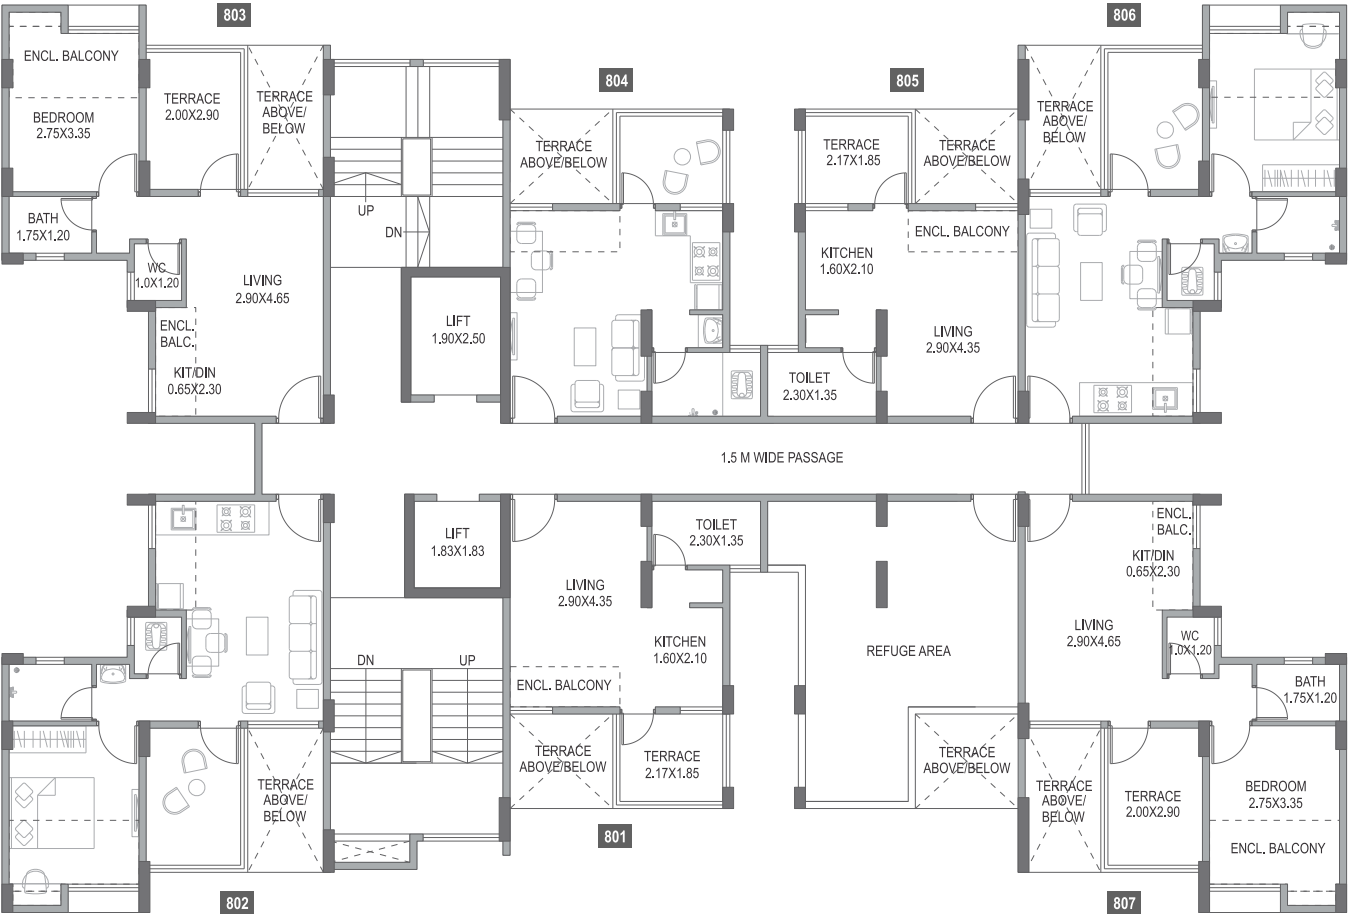 803
ENCL. BALCONY
BEDROOM
2.75X3.35
TERRACE
2.00X2.90
TERRACE
ABOVE/
BELOW
BATH
1.75X1.20
WC
1.0X1.20
LIVING
2.90X4.65
ENCL.
BALC.
KIT/DIN
0.65X2.30
UP
DN
LIFT
1.90X2.50
804
TERRACE
ABOVE/BELOW
805
TERRACE
2.17X1.85
TERRACE
ABOVE/BELOW
ENCL. BALCONY
KITCHEN
1.60X2.10
LIVING
2.90X4.35
TOILET
2.30X1.35
806
TERRACE
ABOVE/
BELOW
1.5 M WIDE PASSAGE
LIFT
1.83X1.83
DN
UP
TERRACE
ABOVE/
BELOW
802
TOILET
2.30X1.35
LIVING
2.90X4.35
KITCHEN
1.60X2.10
ENCL. BALCONY
TERRACE
ABOVE/BELOW
TERRACE
2.17X1.85
801
REFUGE AREA
TERRACE
ABOVE/BELOW
ENCL.
BALC.
KIT/DIN
0.65X2.30
LIVING
2.90X4.65
WC
1.0X1.20
BATH
1.75X1.20
TERRACE
ABOVE/
BELOW
TERRACE
2.00X2.90
BEDROOM
2.75X3.35
ENCL. BALCONY
807